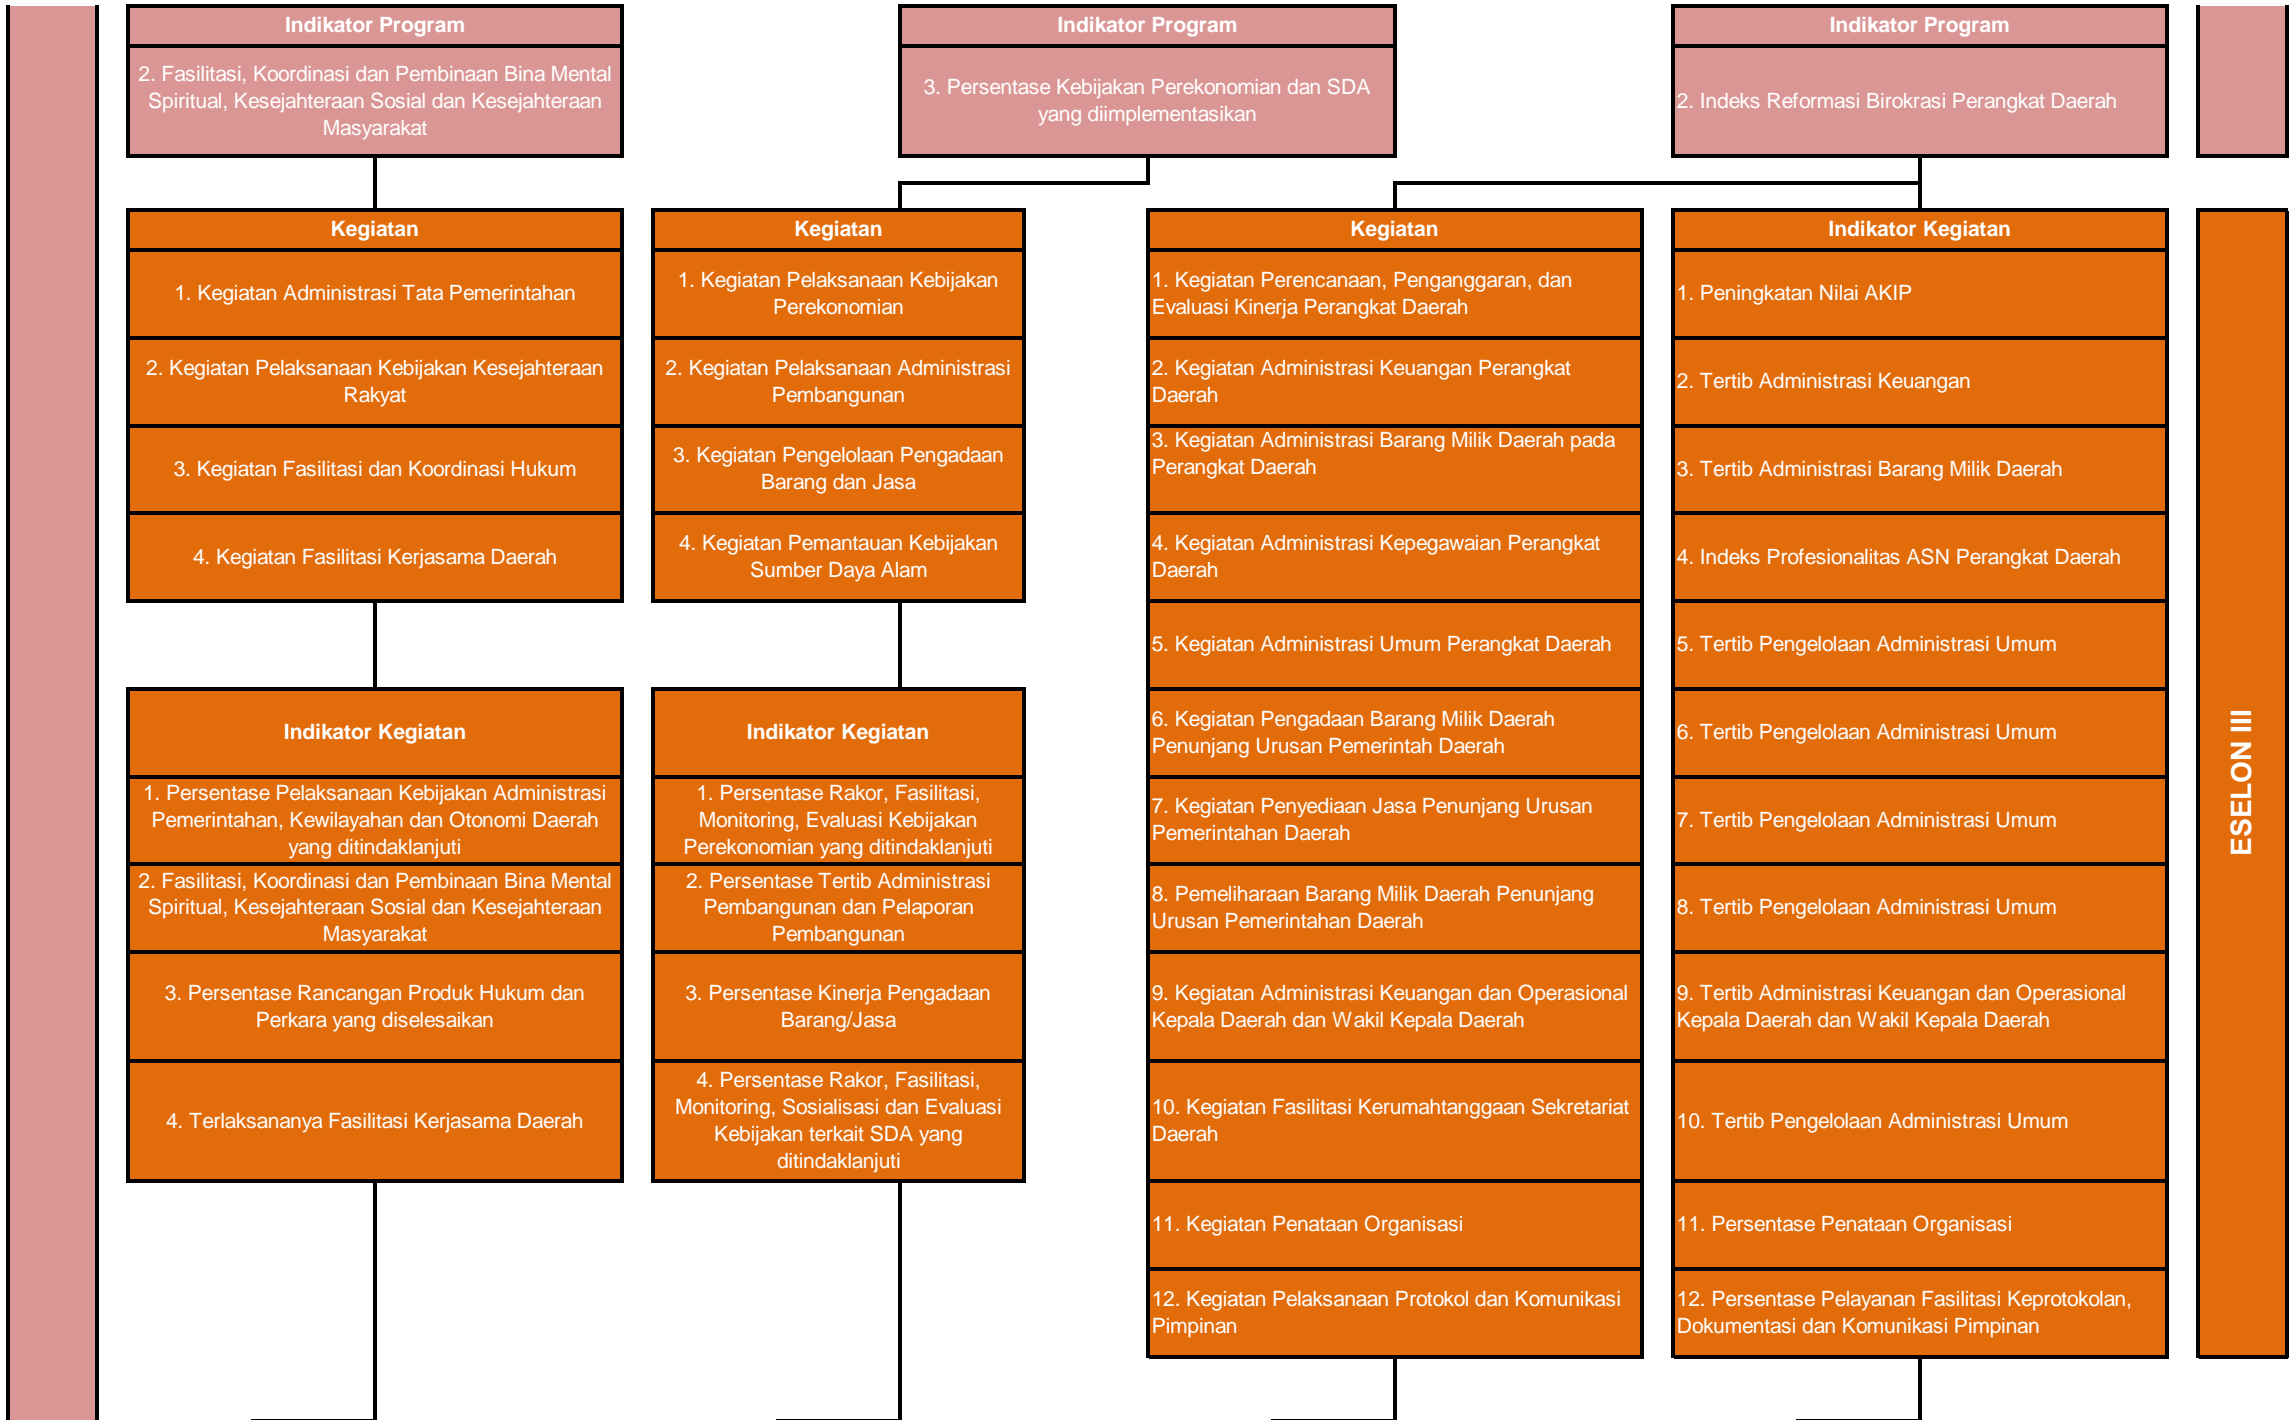 Indikator Program
2. Fasilitasi, Koordinasi dan Pembinaan Bina Mental
Spiritual, Kesejahteraan Sosial dan Kesejahteraan
Masyarakat
Indikator Program
3. Persentase Kebijakan Perekonomian dan SDA
yang diimplementasikan
Indikator Program
2. Indeks Reformasi Birokrasi Perangkat Daerah
Kegiatan
1. Kegiatan Administrasi Tata Pemerintahan
2. Kegiatan Pelaksanaan Kebijakan Kesejahteraan
Rakyat
3. Kegiatan Fasilitasi dan Koordinasi Hukum
4. Kegiatan Fasilitasi Kerjasama Daerah
Indikator Kegiatan
1. Persentase Pelaksanaan Kebijakan Administrasi
Pemerintahan, Kewilayahan dan Otonomi Daerah
yang ditindaklanjuti
2. Fasilitasi, Koordinasi dan Pembinaan Bina Mental
Spiritual, Kesejahteraan Sosial dan Kesejahteraan
Masyarakat
3. Persentase Rancangan Produk Hukum dan
Perkara yang diselesaikan
4. Terlaksananya Fasilitasi Kerjasama Daerah
Kegiatan
1. Kegiatan Pelaksanaan Kebijakan
Perekonomian
2. Kegiatan Pelaksanaan Administrasi
Pembangunan
3. Kegiatan Pengelolaan Pengadaan
Barang dan Jasa
4. Kegiatan Pemantauan Kebijakan
Sumber Daya Alam
Indikator Kegiatan
1. Persentase Rakor, Fasilitasi,
Monitoring, Evaluasi Kebijakan
Perekonomian yang ditindaklanjuti
2. Persentase Tertib Administrasi
Pembangunan dan Pelaporan
Pembangunan
3. Persentase Kinerja Pengadaan
Barang/Jasa
4. Persentase Rakor, Fasilitasi,
Monitoring, Sosialisasi dan Evaluasi
Kebijakan terkait SDA yang
ditindaklanjuti
Kegiatan
1. Kegiatan Perencanaan, Penganggaran, dan
Evaluasi Kinerja Perangkat Daerah
2. Kegiatan Administrasi Keuangan Perangkat
Daerah
3. Kegiatan Administrasi Barang Milik Daerah pada
Perangkat Daerah
4. Kegiatan Administrasi Kepegawaian Perangkat
Daerah
5. Kegiatan Administrasi Umum Perangkat Daerah
6. Kegiatan Pengadaan Barang Milik Daerah
Penunjang Urusan Pemerintah Daerah
7. Kegiatan Penyediaan Jasa Penunjang Urusan
Pemerintahan Daerah
8. Pemeliharaan Barang Milik Daerah Penunjang
Urusan Pemerintahan Daerah
9. Kegiatan Administrasi Keuangan dan Operasional
Kepala Daerah dan Wakil Kepala Daerah
10. Kegiatan Fasilitasi Kerumahtanggaan Sekretariat
Daerah
11. Kegiatan Penataan Organisasi
12. Kegiatan Pelaksanaan Protokol dan Komunikasi
Pimpinan
Indikator Kegiatan
1. Peningkatan Nilai AKIP
2. Tertib Administrasi Keuangan
3. Tertib Administrasi Barang Milik Daerah
4. Indeks Profesionalitas ASN Perangkat Daerah
5. Tertib Pengelolaan Administrasi Umum
6. Tertib Pengelolaan Administrasi Umum
7. Tertib Pengelolaan Administrasi Umum
8. Tertib Pengelolaan Administrasi Umum
9. Tertib Administrasi Keuangan dan Operasional
Kepala Daerah dan Wakil Kepala Daerah
10. Tertib Pengelolaan Administrasi Umum
11. Persentase Penataan Organisasi
12. Persentase Pelayanan Fasilitasi Keprotokolan,
Dokumentasi dan Komunikasi Pimpinan
ESELON III